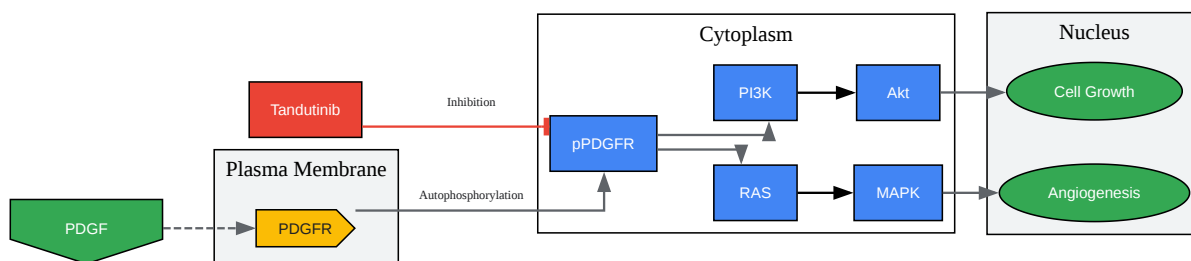 Cytoplasm
Nucleus
Tandutinib
Inhibition
PI3K
Akt
Cell Growth
pPDGFR
Plasma Membrane
Autophosphorylation
RAS
MAPK
Angiogenesis
PDGF
PDGFR